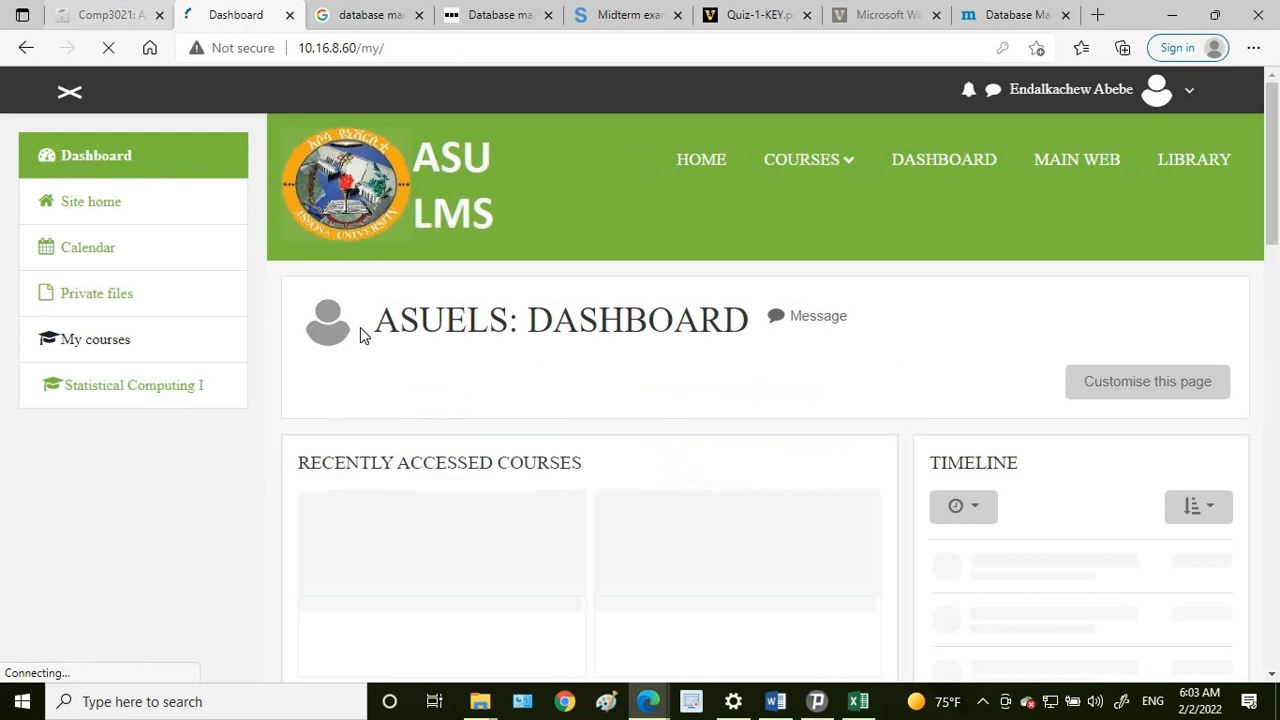 Comp3021: A
Dashboard
database ma
Database ma
Midterm exa
Quiz-1-KEY.p
Microsoft Wo
Database Ma
Not secure
10.16.8.60/my/
Sign in
Endalkachew Abebe
Dashboard
Site home
Calendar
Private files
My courses
Statistical Computing I
ASU
LMS
HOME
COURSES
DASHBOARD
MAIN WEB
LIBRARY
ASUELS: DASHBOARD
Message
Customise this page
RECENTLY ACCESSED COURSES
TIMELINE
Connecting...
Type here to search
75°F
ENG
6:03 AM
2/2/2022